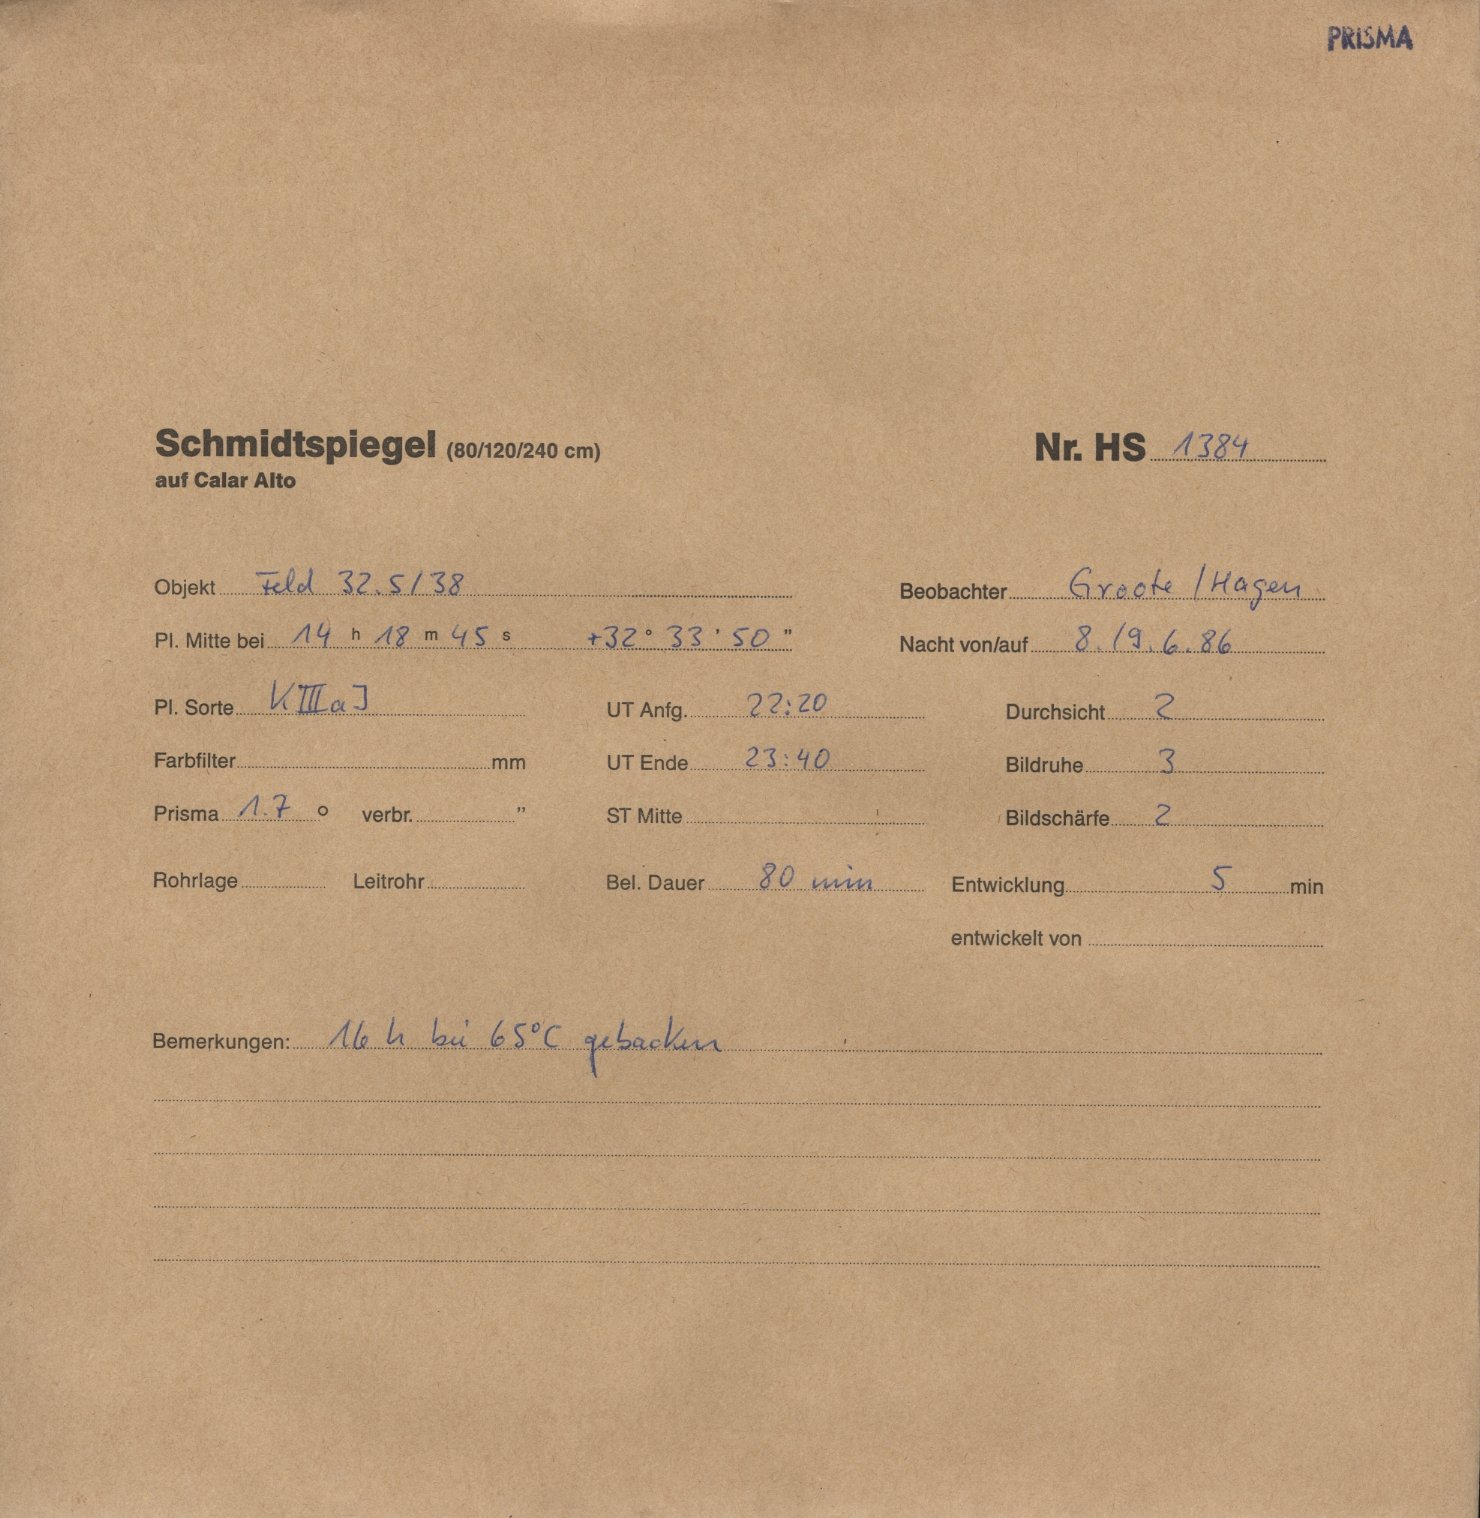 PRISMA
Schmidtspiegel (80/120/240 cm)
auf Calar Alto
Nr. HS 1384
Objekt Feld 32.5/38
Beobachter Groote / Hagen
Pl. Mitte bei 14 h 18 m 45 s +32° 33' 50"
Nacht von/auf 8./9.6.86
Pl. Sorte KIIIaJ
UT Anfg. 22:20
Durchsicht 2
Farbfilter mm
UT Ende 23:40
Bildruhe 3
Prisma 1.7 ° verbr. "
ST Mitte
Bildschärfe 2
Rohrlage Leitrohr
Bel. Dauer 80 min
Entwicklung 5 min
entwickelt von
Bemerkungen: 16 h bei 65°C gebacken